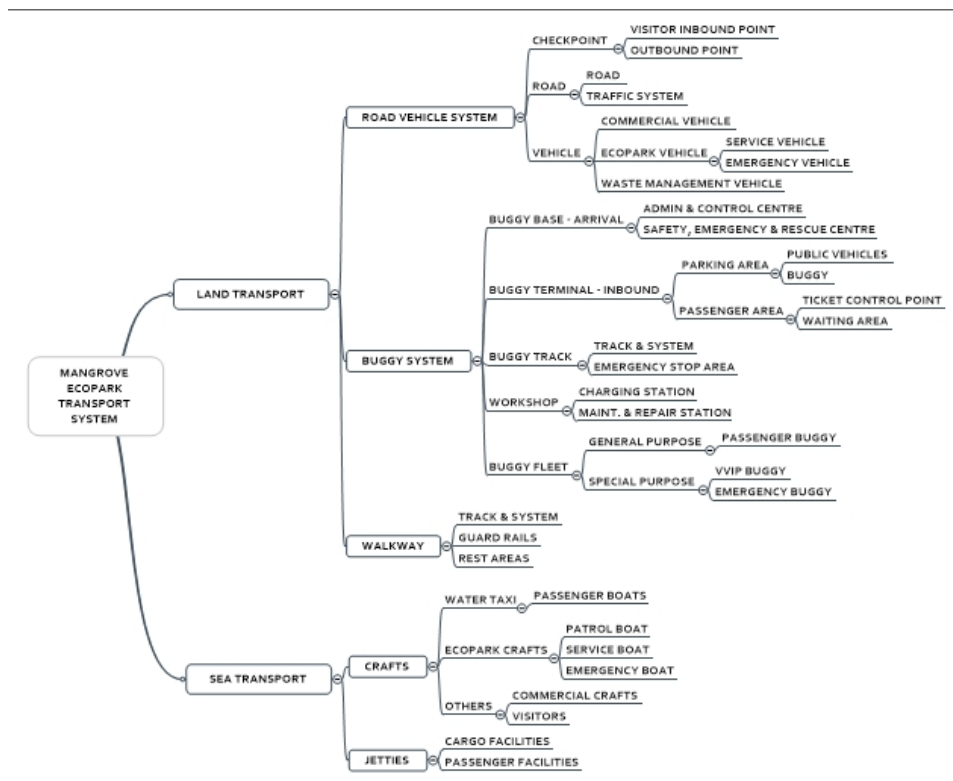 MANGROVE
ECOPARK
TRANSPORT
SYSTEM
LAND TRANSPORT
ROAD VEHICLE SYSTEM
CHECKPOINT
VISITOR INBOUND POINT
OUTBOUND POINT
ROAD
ROAD
TRAFFIC SYSTEM
VEHICLE
COMMERCIAL VEHICLE
ECOPARK VEHICLE
SERVICE VEHICLE
EMERGENCY VEHICLE
WASTE MANAGEMENT VEHICLE
BUGGY SYSTEM
BUGGY BASE - ARRIVAL
ADMIN & CONTROL CENTRE
SAFETY, EMERGENCY & RESCUE CENTRE
BUGGY TERMINAL - INBOUND
PARKING AREA
PUBLIC VEHICLES
BUGGY
PASSENGER AREA
TICKET CONTROL POINT
WAITING AREA
BUGGY TRACK
TRACK & SYSTEM
EMERGENCY STOP AREA
WORKSHOP
CHARGING STATION
MAINT. & REPAIR STATION
BUGGY FLEET
GENERAL PURPOSE
PASSENGER BUGGY
SPECIAL PURPOSE
VVIP BUGGY
EMERGENCY BUGGY
WALKWAY
TRACK & SYSTEM
GUARD RAILS
REST AREAS
SEA TRANSPORT
CRAFTS
WATER TAXI
PASSENGER BOATS
ECOPARK CRAFTS
PATROL BOAT
SERVICE BOAT
EMERGENCY BOAT
OTHERS
COMMERCIAL CRAFTS
VISITORS
JETTIES
CARGO FACILITIES
PASSENGER FACILITIES